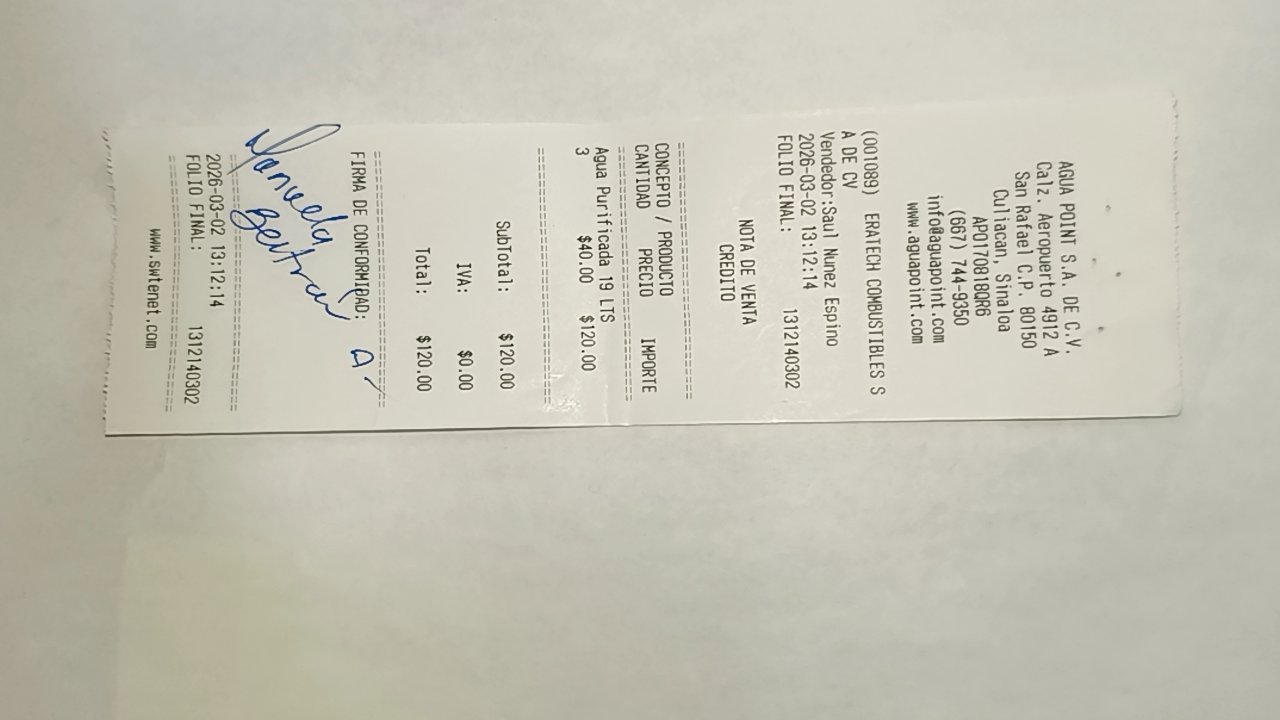 AGUA POINT S.A. DE C.V.
Calz. Aeropuerto 4912 A
San Rafael C.P. 80150
Culiacan, Sinaloa
APO170818QR6
(667) 744-9350
info@aguapoint.com
www.aguapoint.com
(001089) ERATECH COMBUSTIBLES S
A DE CV
Vendedor:Saul Nunez Espino
2026-03-02 13:12:14
FOLIO FINAL: 1312140302
NOTA DE VENTA
CREDITO
==============================
CONCEPTO / PRODUCTO
CANTIDAD PRECIO IMPORTE
==============================
Agua Purificada 19 LTS
3 $40.00 $120.00
==============================
SubTotal: $120.00
IVA: $0.00
Total: $120.00
==============================
FIRMA DE CONFORMIDAD:
Manuela
Beltran A
==============================
2026-03-02 13:12:14
FOLIO FINAL: 1312140302
==============================
www.swtenet.com